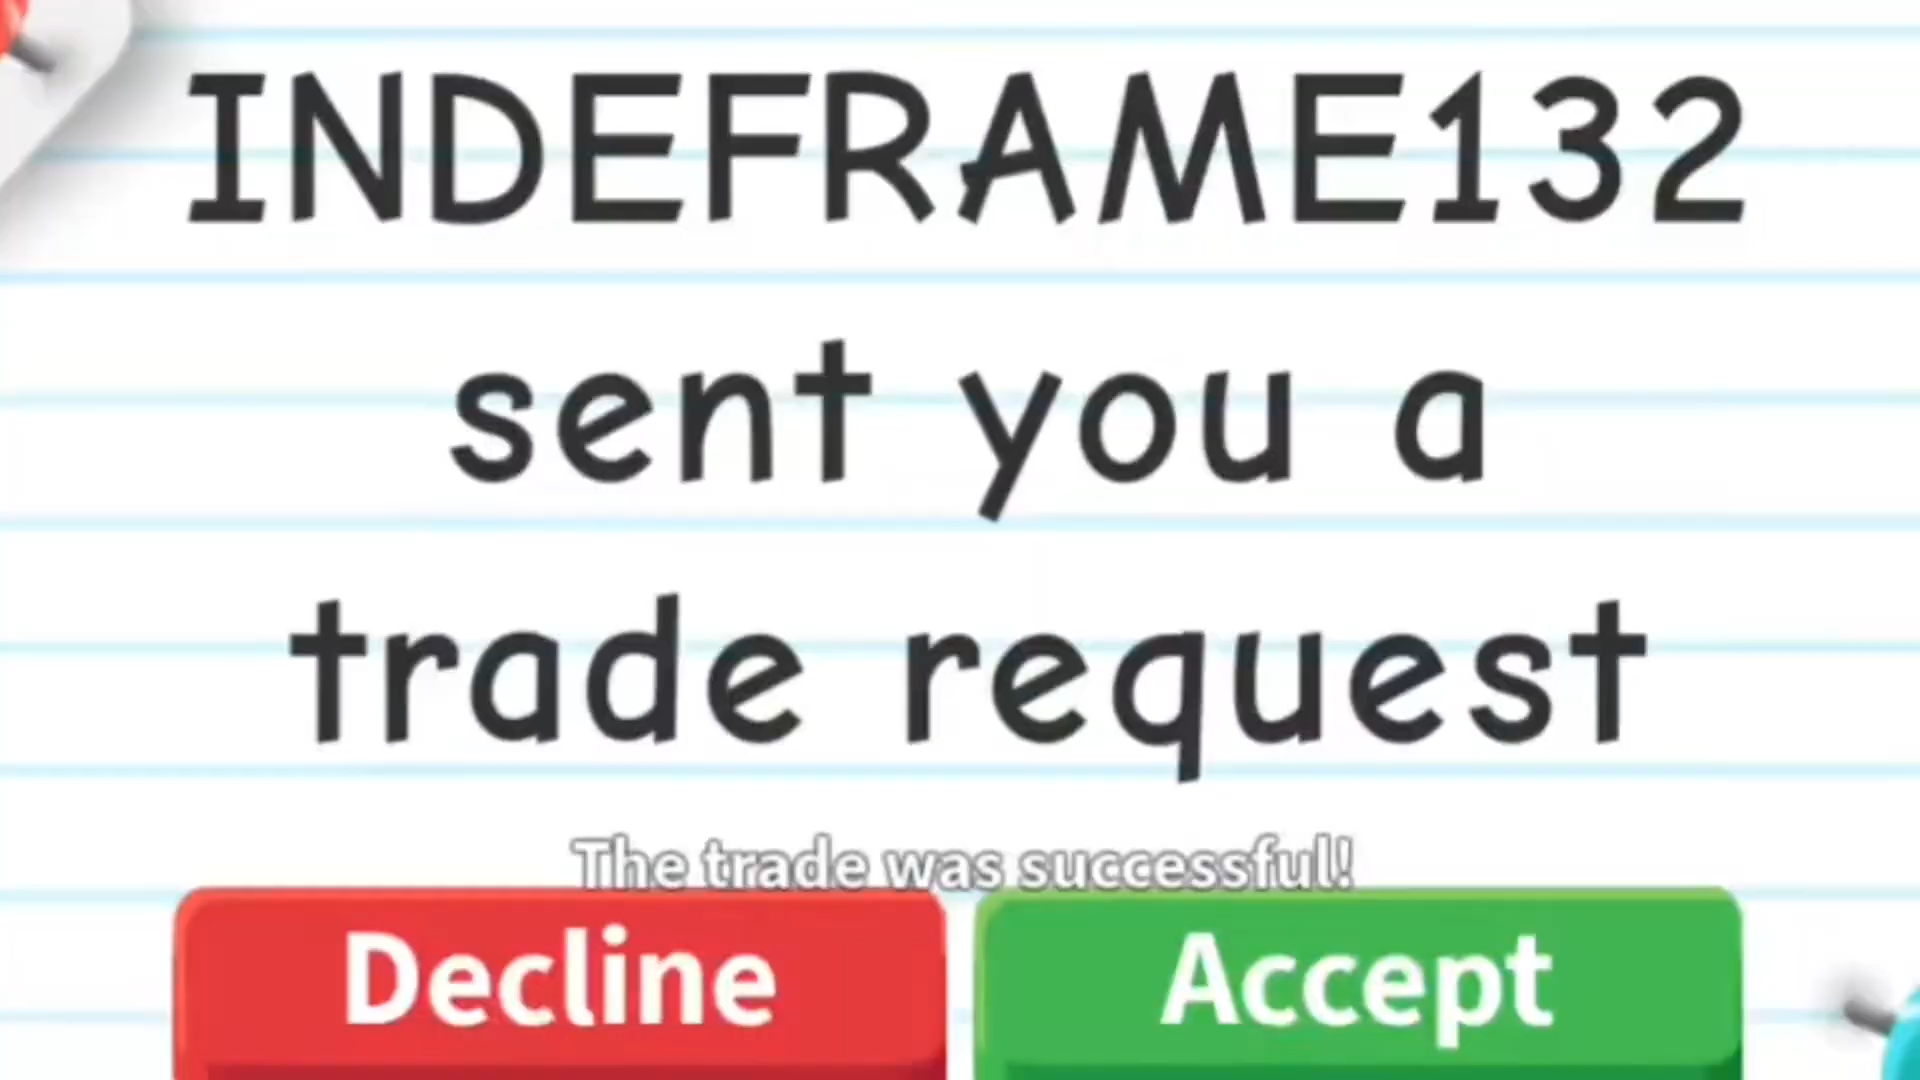 INDEFRAME132
sent you a
trade request
The trade was successful!
Decline
Accept